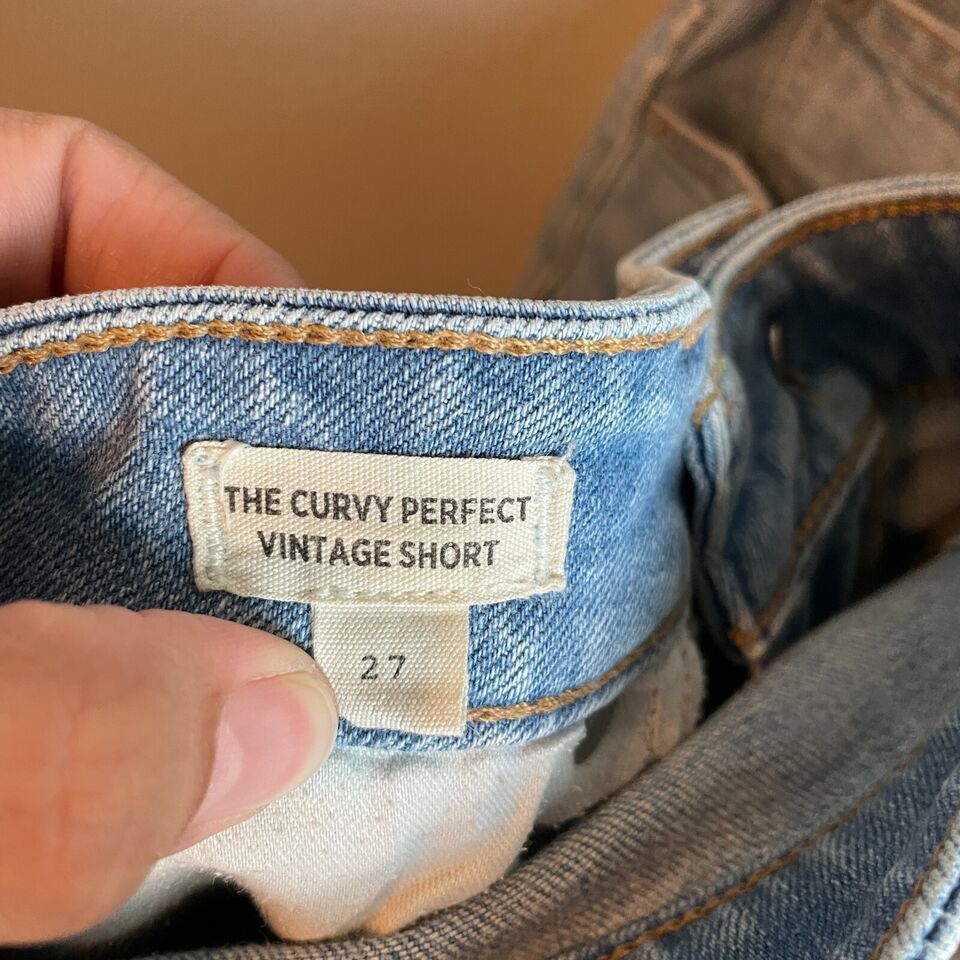 THE CURVY PERFECT
VINTAGE SHORT
27